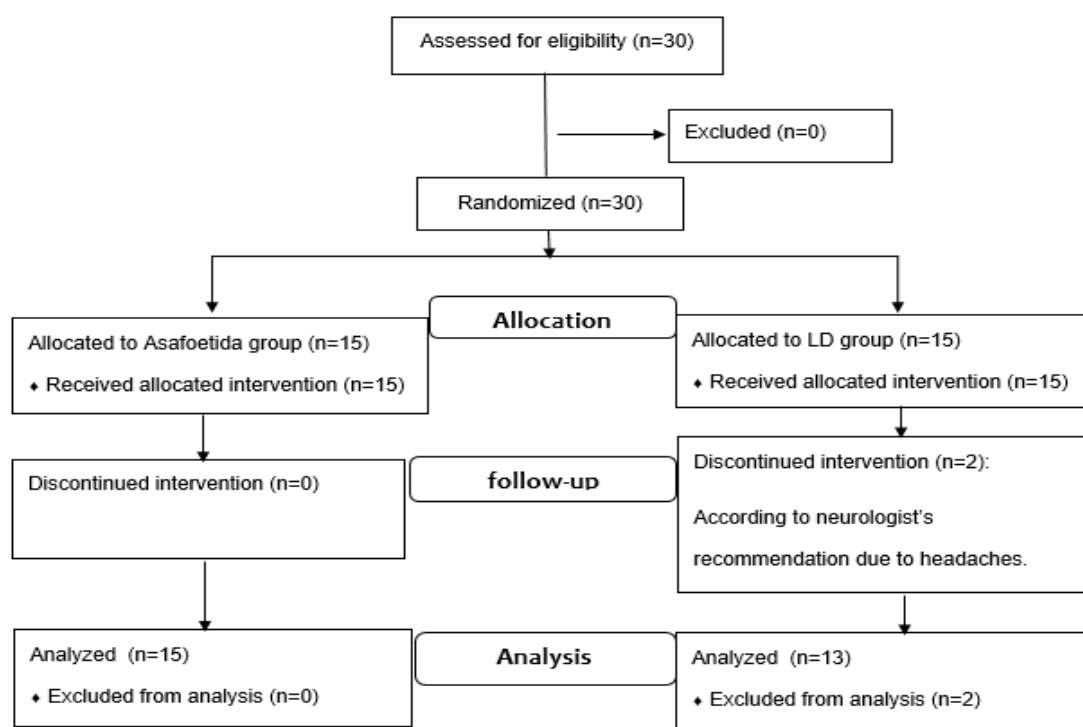 Assessed for eligibility (n=30)
Excluded (n=0)
Randomized (n=30)
Allocation
Allocated to Asafoetida group (n=15)
♦ Received allocated intervention (n=15)
Allocated to LD group (n=15)
♦ Received allocated intervention (n=15)
follow-up
Discontinued intervention (n=0)
Discontinued intervention (n=2):
According to neurologist's
recommendation due to headaches.
Analysis
Analyzed (n=15)
♦ Excluded from analysis (n=0)
Analyzed (n=13)
♦ Excluded from analysis (n=2)